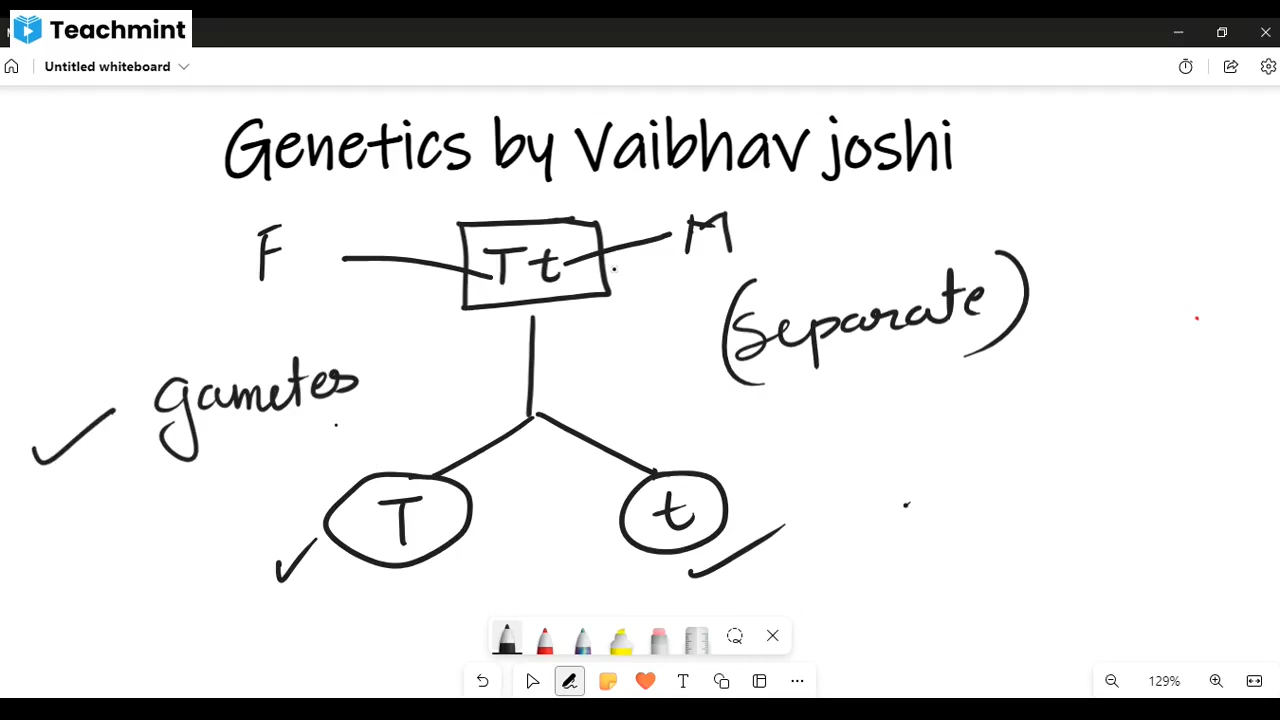 Teachmint
Untitled whiteboard
Genetics by Vaibhav joshi
F Tt M
(Separate)
gametes
T t
129%